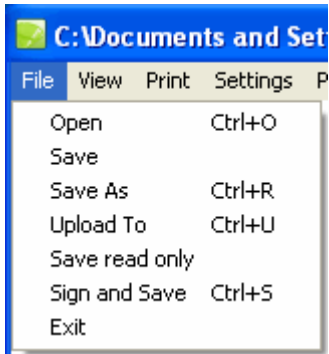 C:\Documents and Set
File View Print Settings P
Open Ctrl+O
Save
Save As Ctrl+R
Upload To Ctrl+U
Save read only
Sign and Save Ctrl+S
Exit